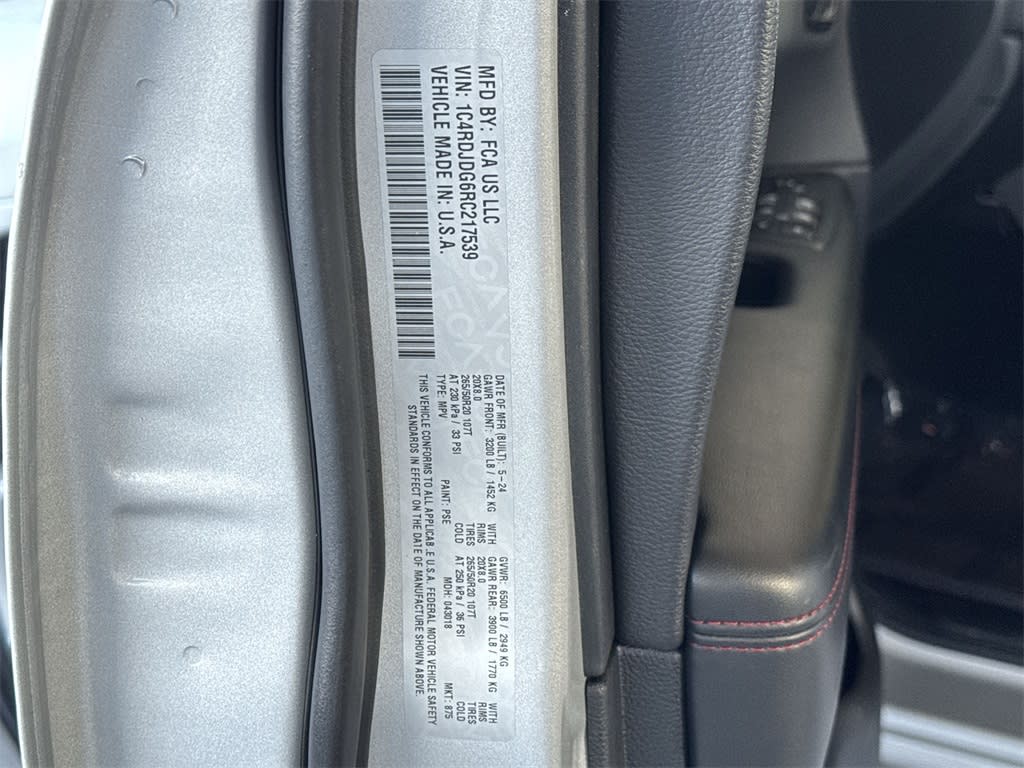 MFD BY: FCA US LLC
VIN: 1C4RDJDG6RC217539
VEHICLE MADE IN: U.S.A.
DATE OF MFR (BUILT): 5-24 GVWR: 6500 LB / 2949 KG
GAWR FRONT: 3200 LB / 1452 KG WITH GAWR REAR: 3900 LB / 1770 KG WITH
20X8.0 RIMS 20X8.0 RIMS
265/50R20 107T TIRES 265/50R20 107T TIRES
AT 230 kPa / 33 PSI COLD AT 250 kPa / 36 PSI COLD
TYPE: MPV PAINT: PSE MDH: 043018 MKT: 875
THIS VEHICLE CONFORMS TO ALL APPLICABLE U.S.A. FEDERAL MOTOR VEHICLE SAFETY
STANDARDS IN EFFECT ON THE DATE OF MANUFACTURE SHOWN ABOVE.
FCA